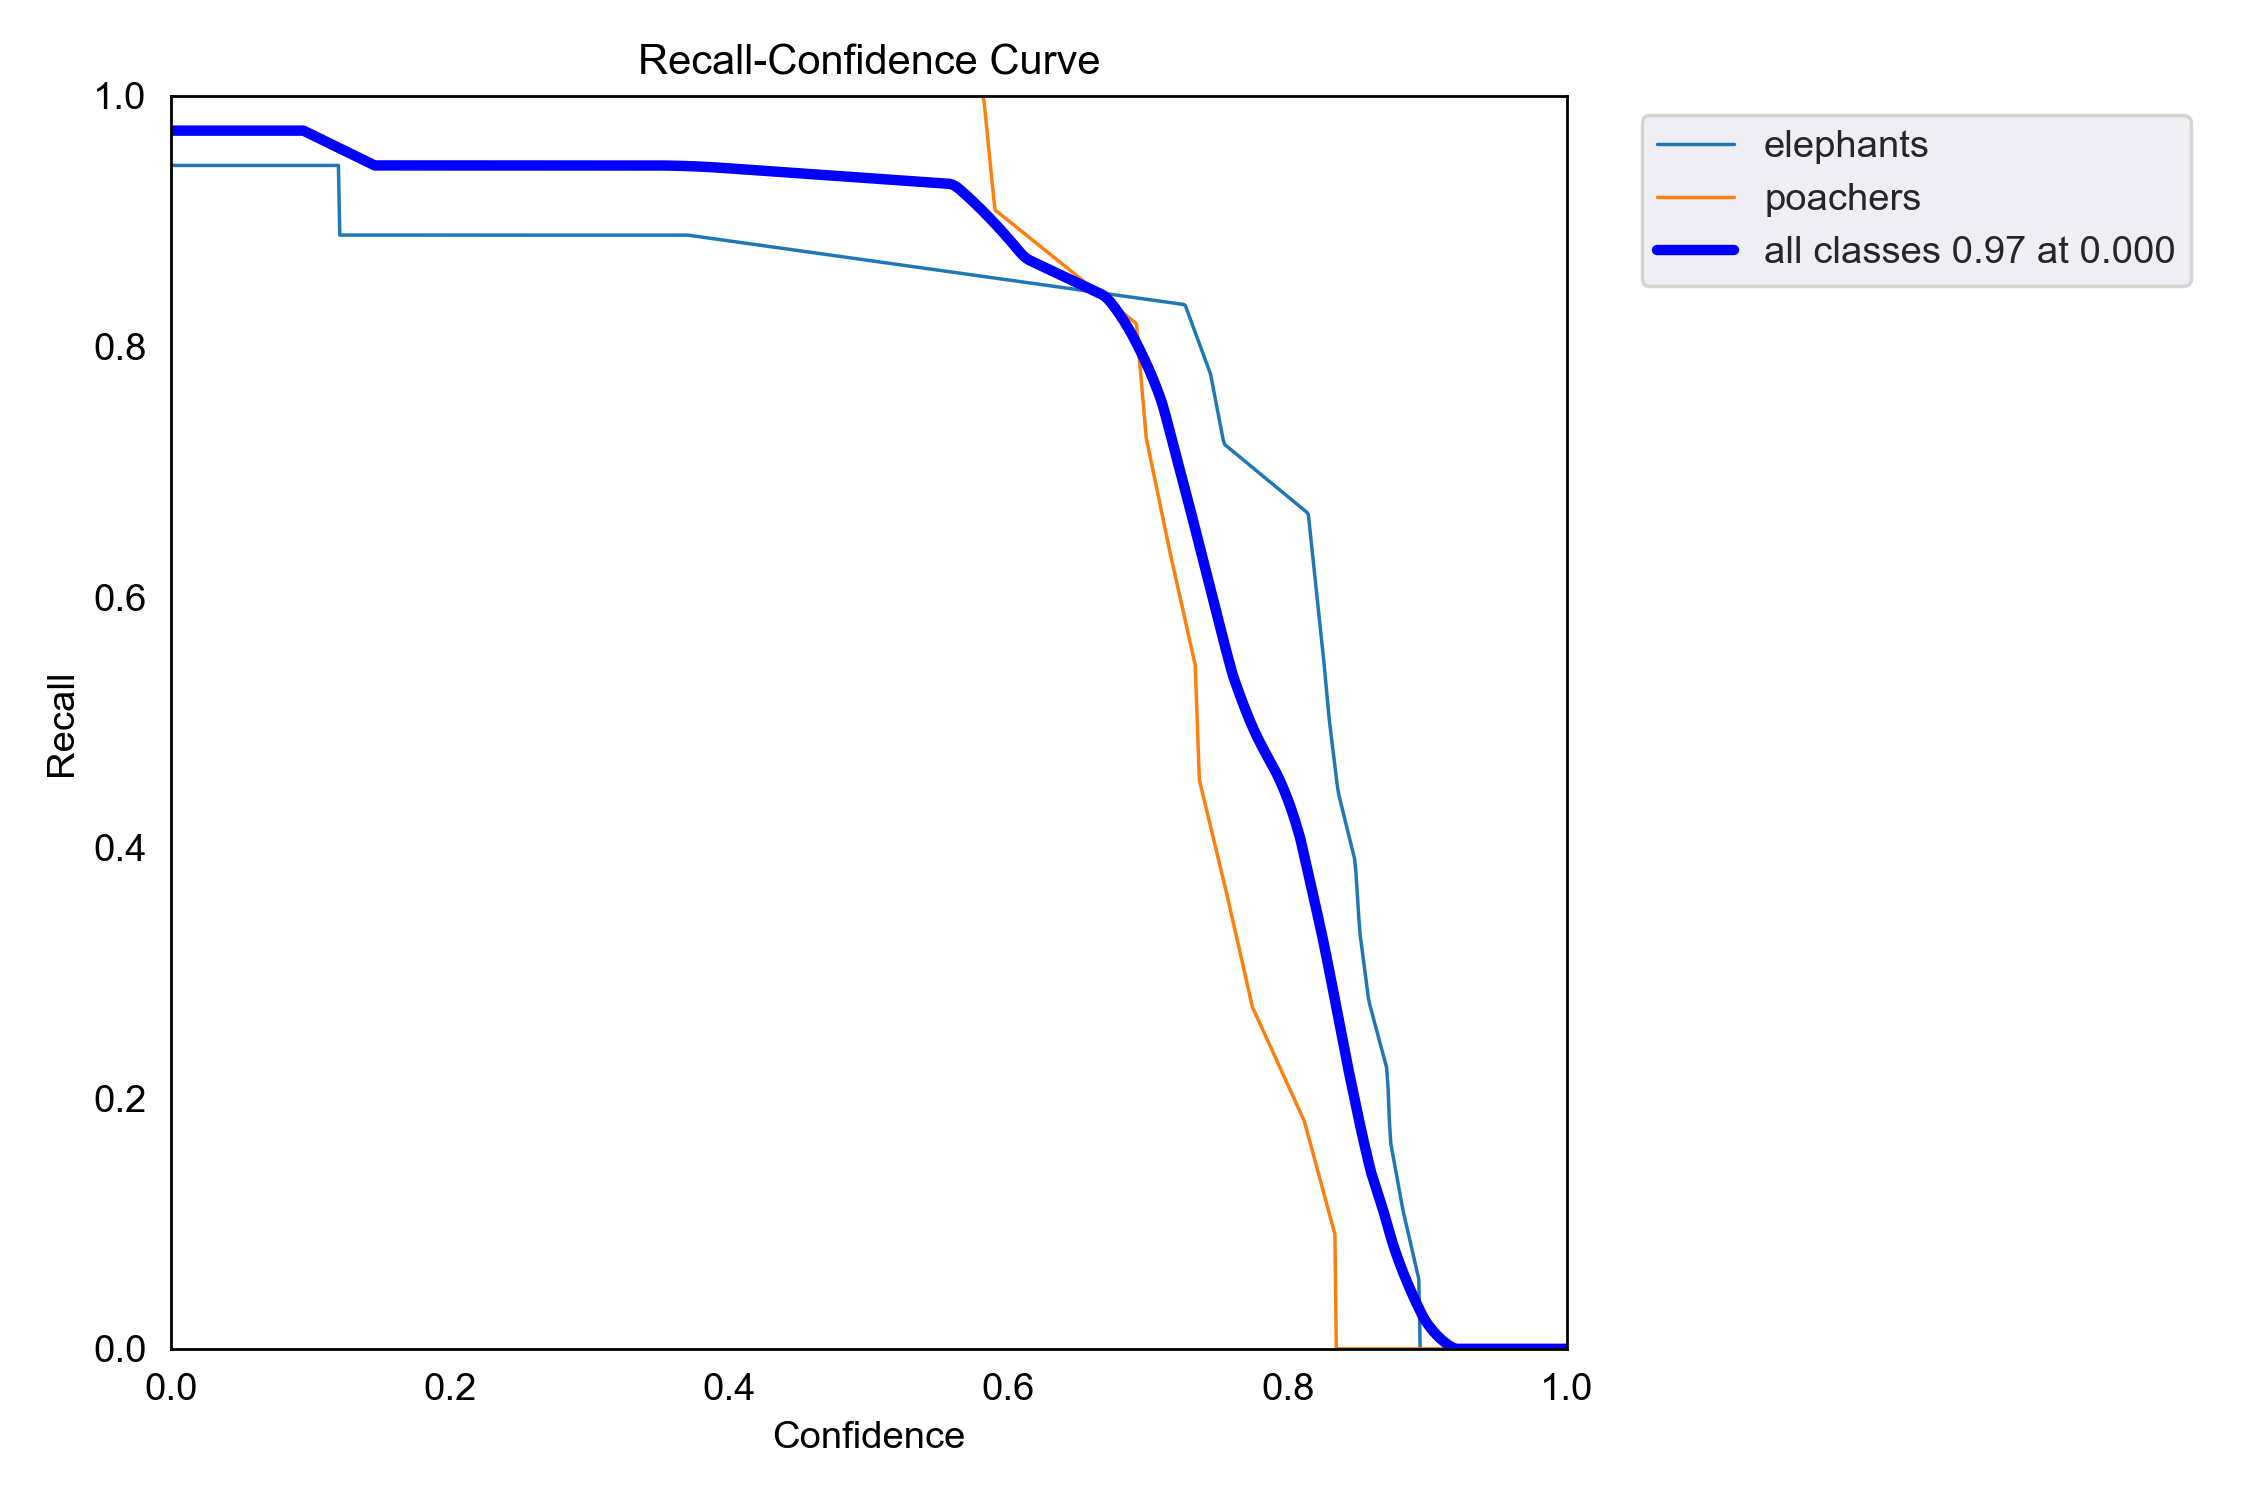 Recall-Confidence Curve
1.0
0.8
0.6
0.4
0.2
0.0
Recall
0.0 0.2 0.4 0.6 0.8 1.0
Confidence
elephants
poachers
all classes 0.97 at 0.000